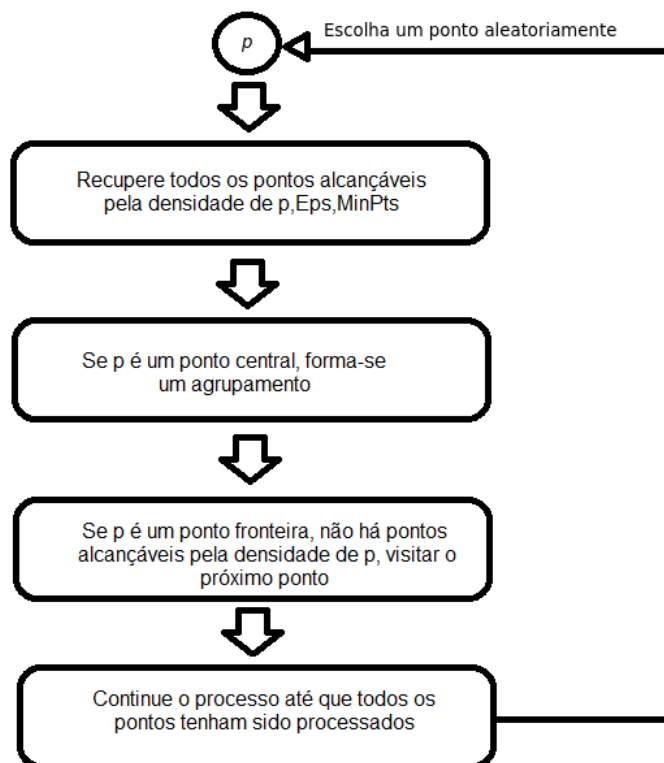 Escolha um ponto aleatoriamente
p
Recupere todos os pontos alcançáveis
pela densidade de p,Eps,MinPts
Se p é um ponto central, forma-se
um agrupamento
Se p é um ponto fronteira, não há pontos
alcançáveis pela densidade de p, visitar o
próximo ponto
Continue o processo até que todos os
pontos tenham sido processados